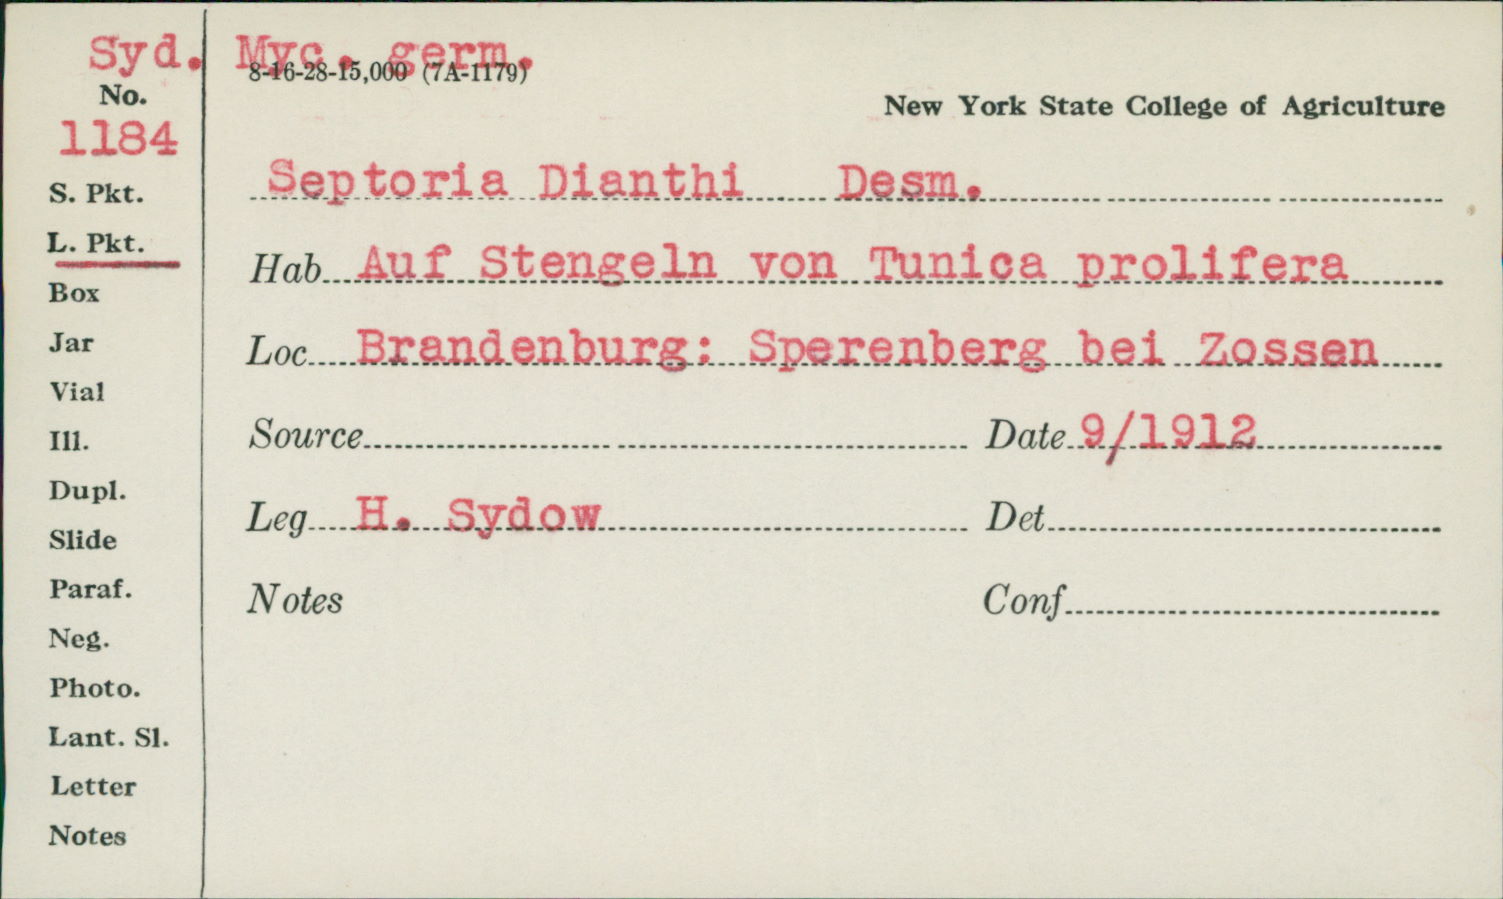 Syd. Myc. germ.
8-16-28-15,000 (7A-1179)
No.
1184
New York State College of Agriculture
S. Pkt.
Septoria Dianthi Desm.
L. Pkt.
Hab Auf Stengeln von Tunica prolifera
Box
Jar
Loc Brandenburg: Sperenberg bei Zossen
Vial
Ill.
Source Date 9/1912
Dupl.
Leg H. Sydow Det
Slide
Paraf.
Notes Conf
Neg.
Photo.
Lant. Sl.
Letter
Notes